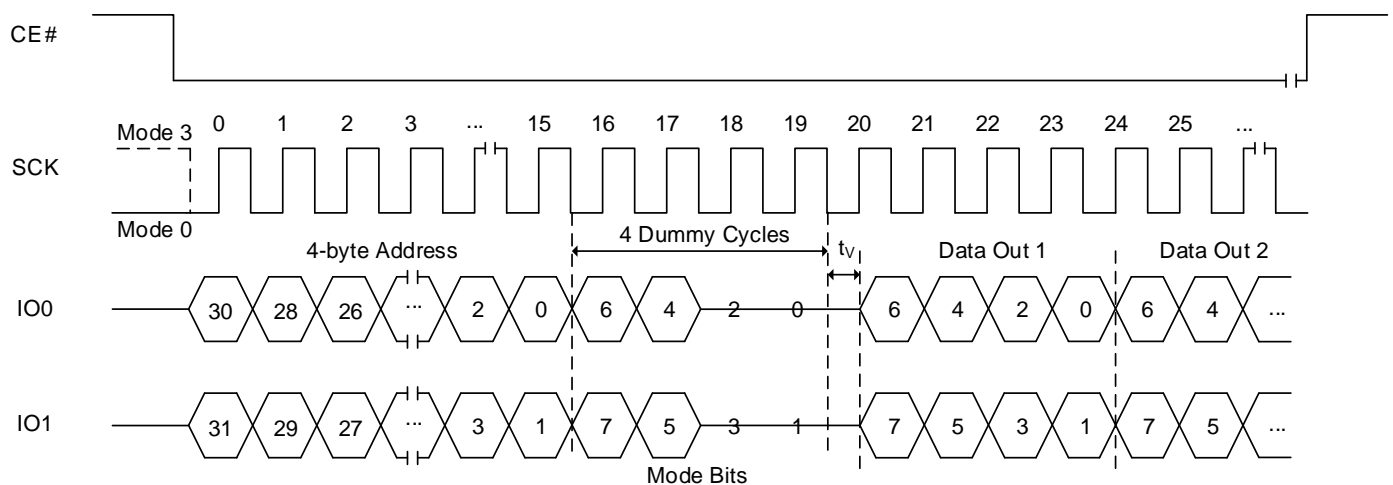 CE#
Mode 3 0 1 2 3 ... 15 16 17 18 19 20 21 22 23 24 25 ...
SCK
Mode 0
4-byte Address 4 Dummy Cycles tV Data Out 1 Data Out 2
IO0 30 28 26 ... 2 0 6 4 2 0 6 4 2 0 6 4 ...
IO1 31 29 27 ... 3 1 7 5 3 1 7 5 3 1 7 5 ...
Mode Bits